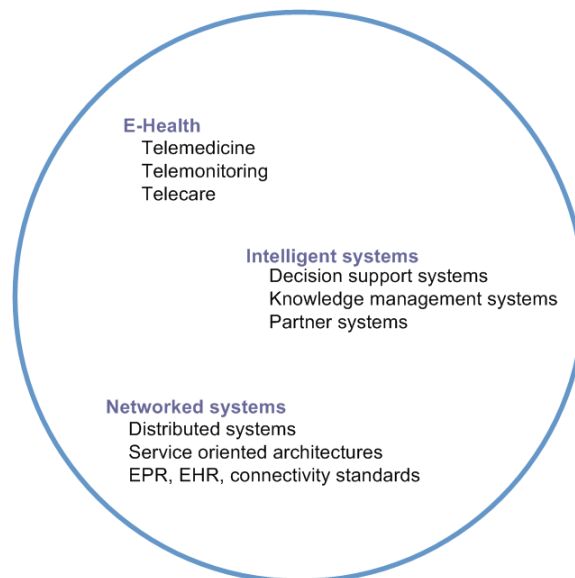 E-Health
Telemedicine
Telemonitoring
Telecare
Intelligent systems
Decision support systems
Knowledge management systems
Partner systems
Networked systems
Distributed systems
Service oriented architectures
EPR, EHR, connectivity standards